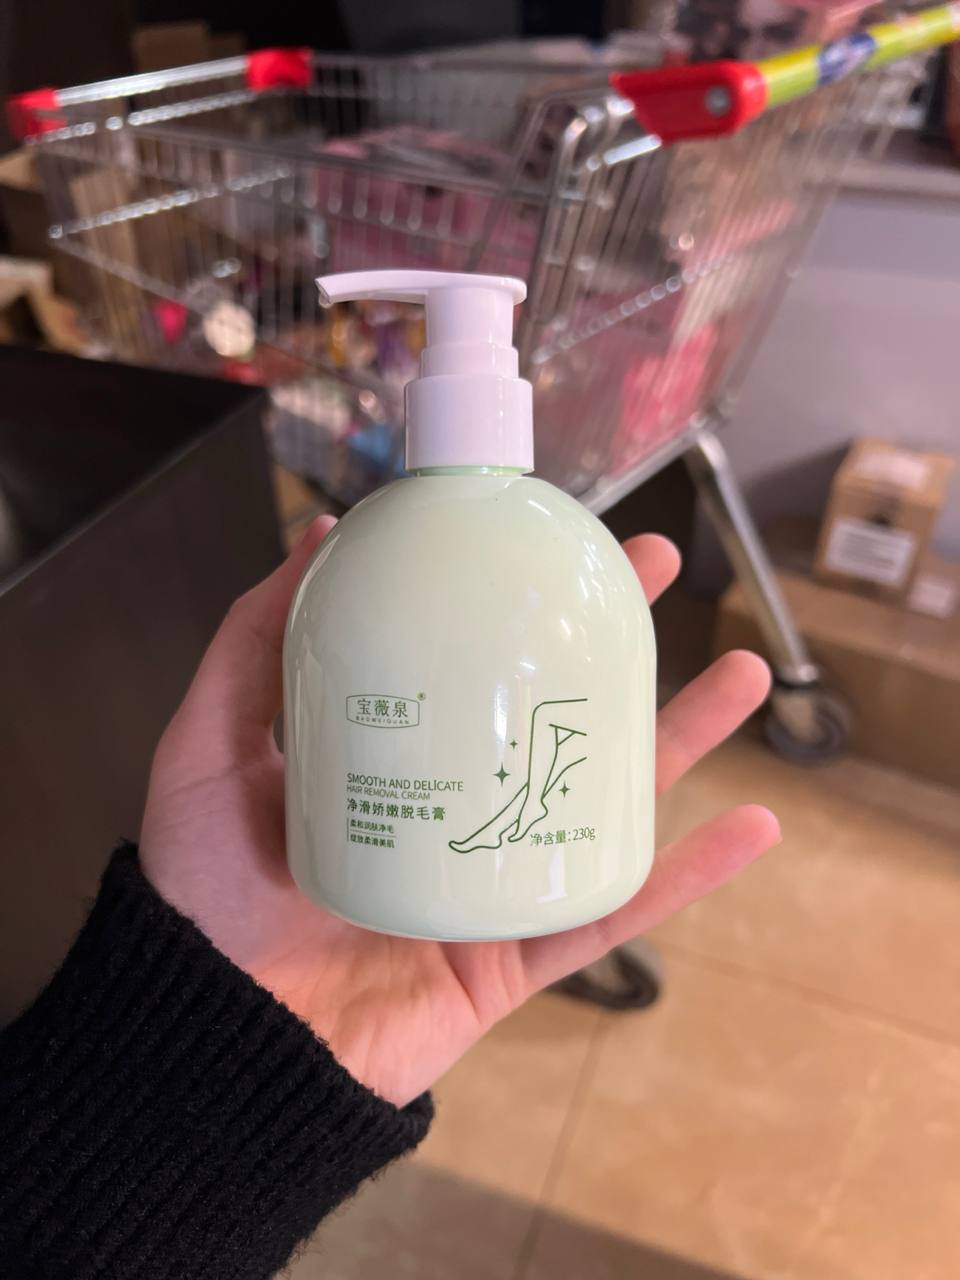 宝薇泉®
BAOWEIQUAN
SMOOTH AND DELICATE
HAIR REMOVAL CREAM
净滑娇嫩脱毛膏
柔和润肤净毛
绽放柔滑美肌
净含量:230g